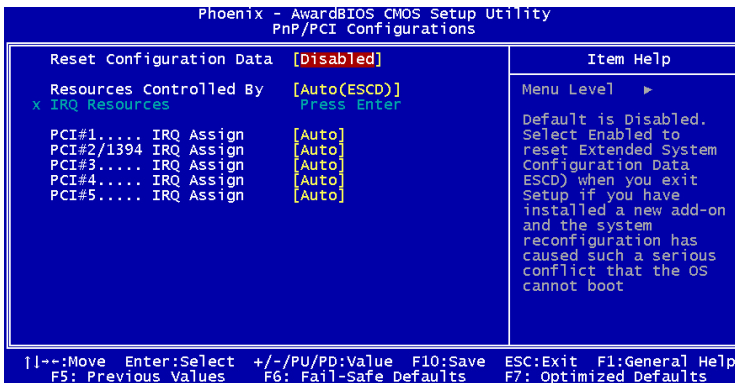 Phoenix - AwardBIOS CMOS Setup Utility
PnP/PCI Configurations
Reset Configuration Data [Disabled]
Resources Controlled By [Auto(ESCD)]
x IRQ Resources Press Enter
PCI#1..... IRQ Assign [Auto]
PCI#2/1394 IRQ Assign [Auto]
PCI#3..... IRQ Assign [Auto]
PCI#4..... IRQ Assign [Auto]
PCI#5..... IRQ Assign [Auto]
Item Help
Menu Level ►
Default is Disabled.
Select Enabled to
reset Extended System
Configuration Data
ESCD) when you exit
Setup if you have
installed a new add-on
and the system
reconfiguration has
caused such a serious
conflict that the OS
cannot boot
↑↓→←:Move Enter:Select +/-/PU/PD:Value F10:Save ESC:Exit F1:General Help
F5: Previous Values F6: Fail-Safe Defaults F7: Optimized Defaults